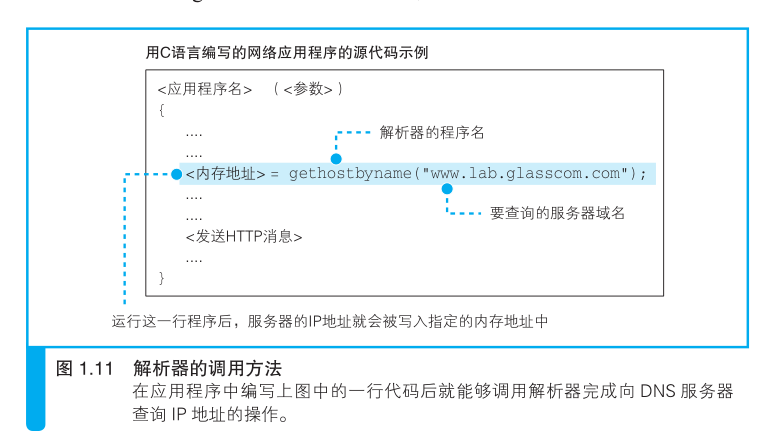 用C语言编写的网络应用程序的源代码示例
<应用程序名> （<参数>）
{
....
.... 解析器的程序名
<内存地址> = gethostbyname("www.lab.glasscom.com");
....
.... 要查询的服务器域名
<发送HTTP消息>
....
}
运行这一行程序后，服务器的IP地址就会被写入指定的内存地址中
图 1.11 解析器的调用方法
在应用程序中编写上图中的一行代码后就能够调用解析器完成向 DNS 服务器
查询 IP 地址的操作。